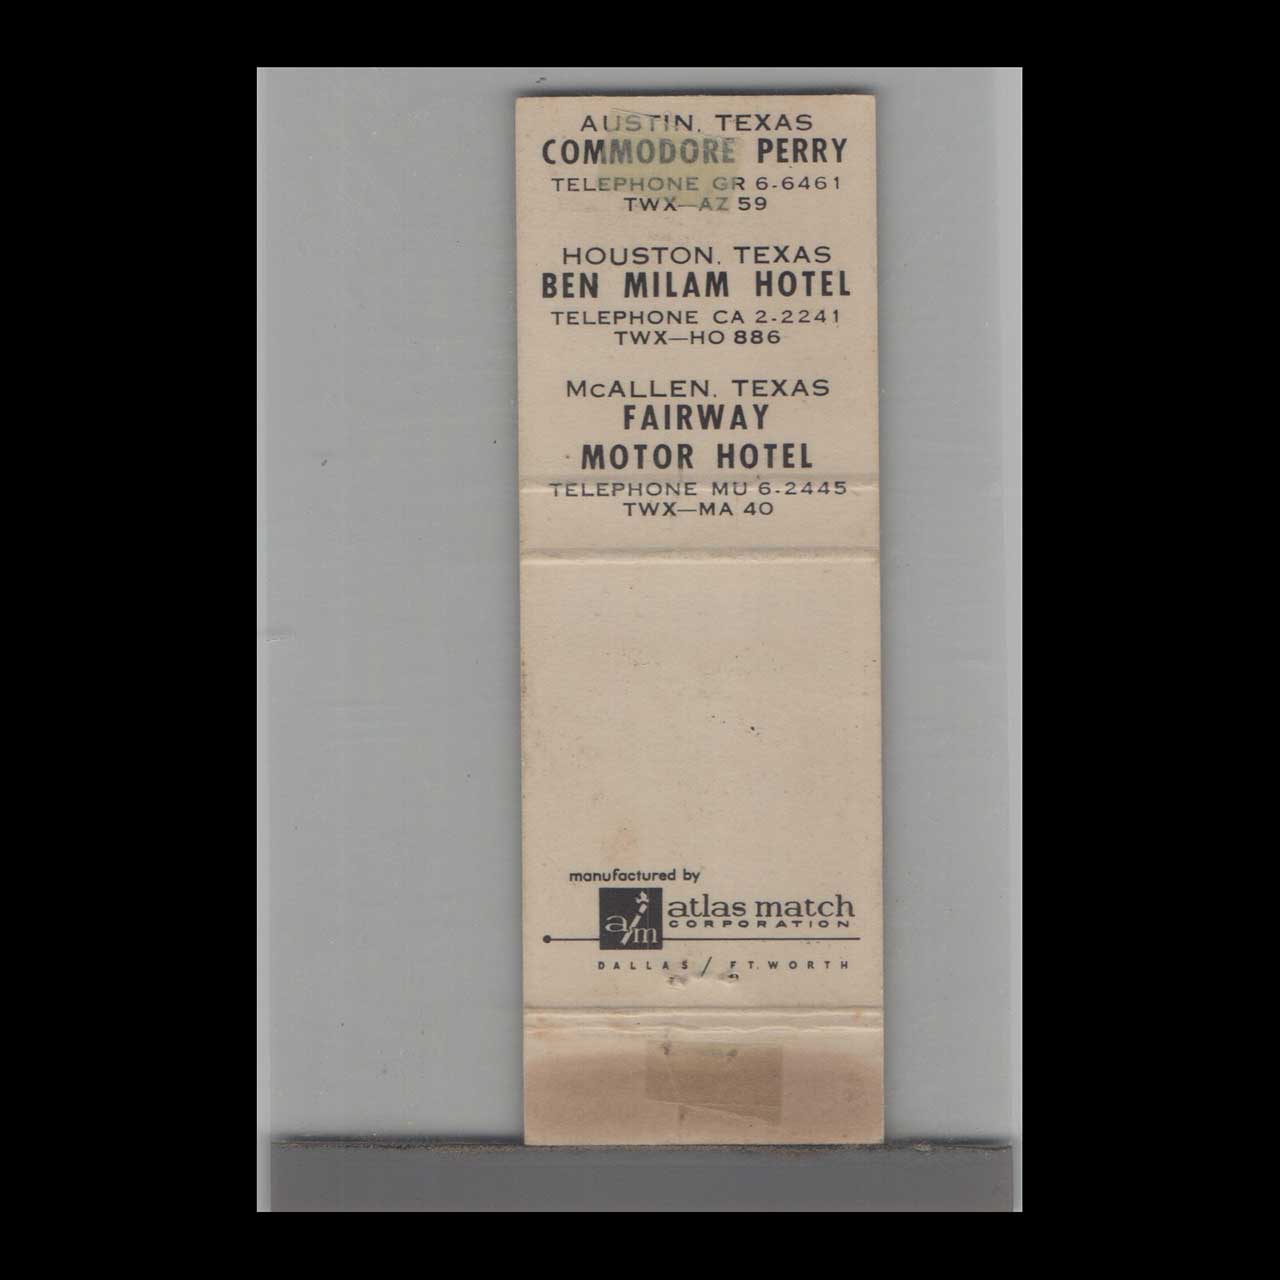 AUSTIN, TEXAS
COMMODORE PERRY
TELEPHONE GR 6-6461
TWX—AZ 59
HOUSTON, TEXAS
BEN MILAM HOTEL
TELEPHONE CA 2-2241
TWX—HO 886
McALLEN, TEXAS
FAIRWAY
MOTOR HOTEL
TELEPHONE MU 6-2445
TWX—MA 40
manufactured by
a/m atlas match
CORPORATION
DALLAS / FT. WORTH